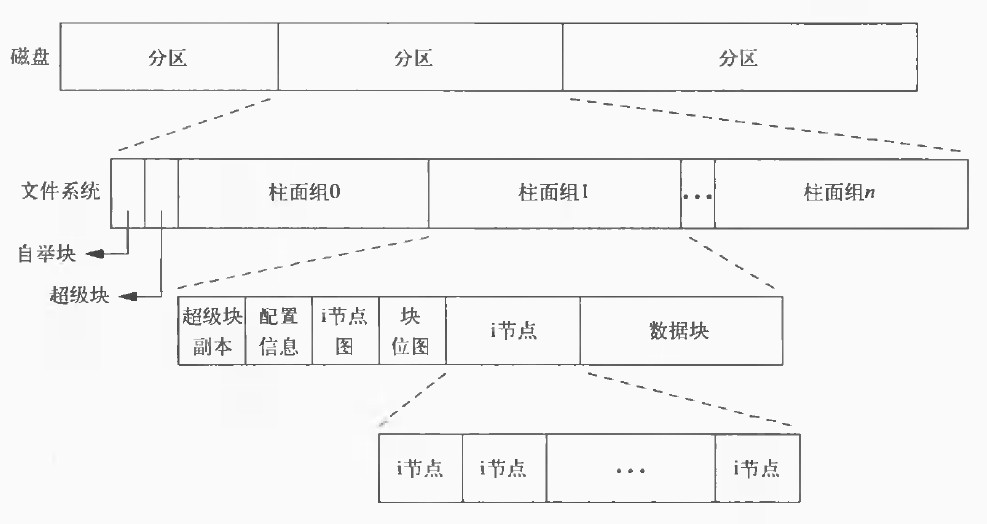 磁盘
分区
分区
分区
文件系统
柱面组0
柱面组1
...
柱面组n
自举块
超级块
超级块
副本
配置
信息
i节点
图
块
位图
i节点
数据块
i节点
i节点
...
i节点